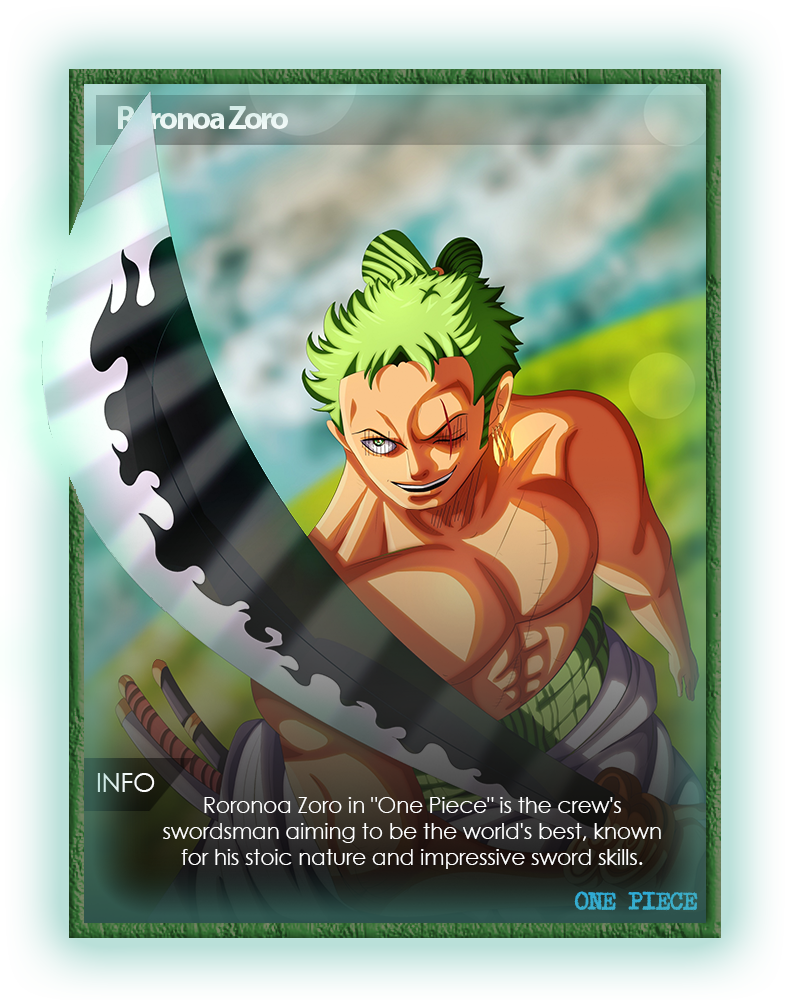 Roronoa Zoro
INFO
Roronoa Zoro in "One Piece" is the crew's
swordsman aiming to be the world's best, known
for his stoic nature and impressive sword skills.
ONE PIECE